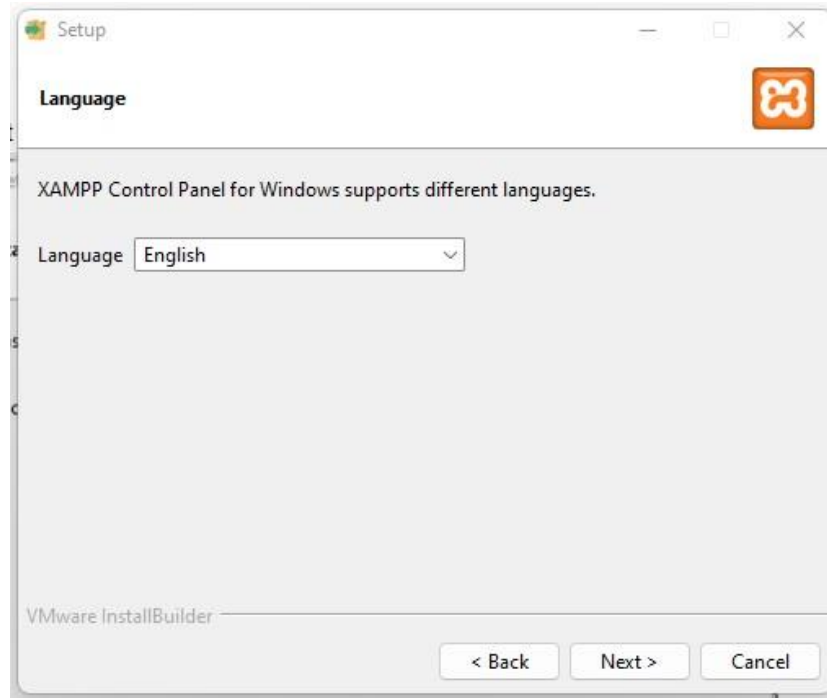 Setup
Language
XAMPP Control Panel for Windows supports different languages.
Language English
VMware InstallBuilder
< Back Next > Cancel